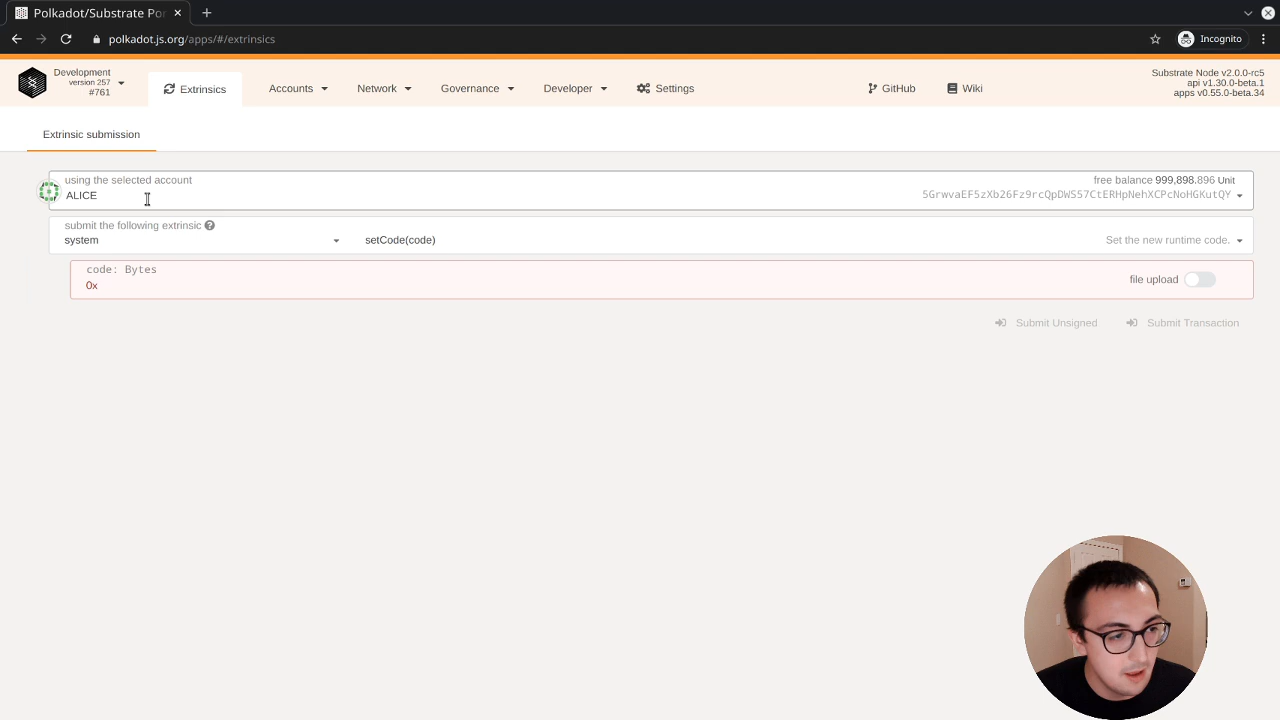 Polkadot/Substrate Por
polkadot.js.org/apps/#/extrinsics
Incognito
Development
version 257
#761
Extrinsics
Accounts
Network
Governance
Developer
Settings
GitHub
Wiki
Substrate Node v2.0.0-rc5
api v1.30.0-beta.1
apps v0.55.0-beta.34
Extrinsic submission
using the selected account
free balance 999,898.896 Unit
ALICE
5GrwvaEF5zXb26Fz9rcQpDWS57CtERHpNehXCPcNoHGKutQY
submit the following extrinsic ?
system
setCode(code)
Set the new runtime code.
code: Bytes
0x
file upload
Submit Unsigned
Submit Transaction